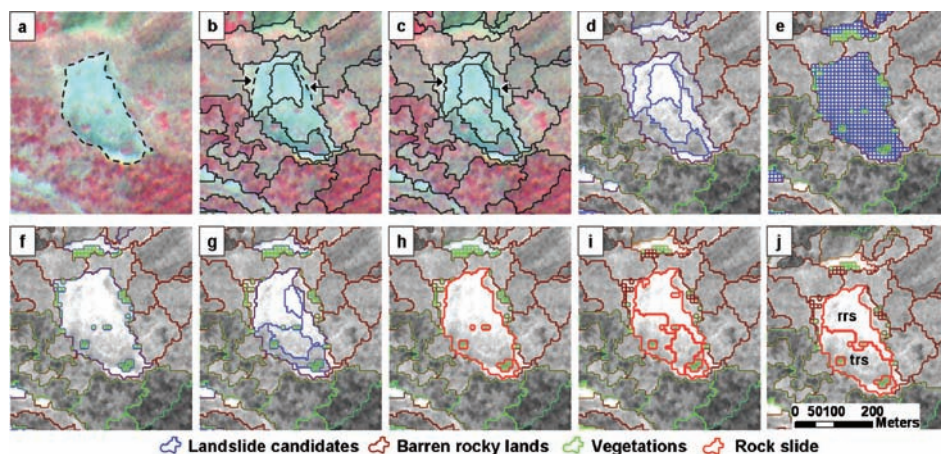 a
b
c
d
e
f
g
h
i
j
rrs
trs
0 50100 200
Meters
Landslide candidates Barren rocky lands Vegetations Rock slide